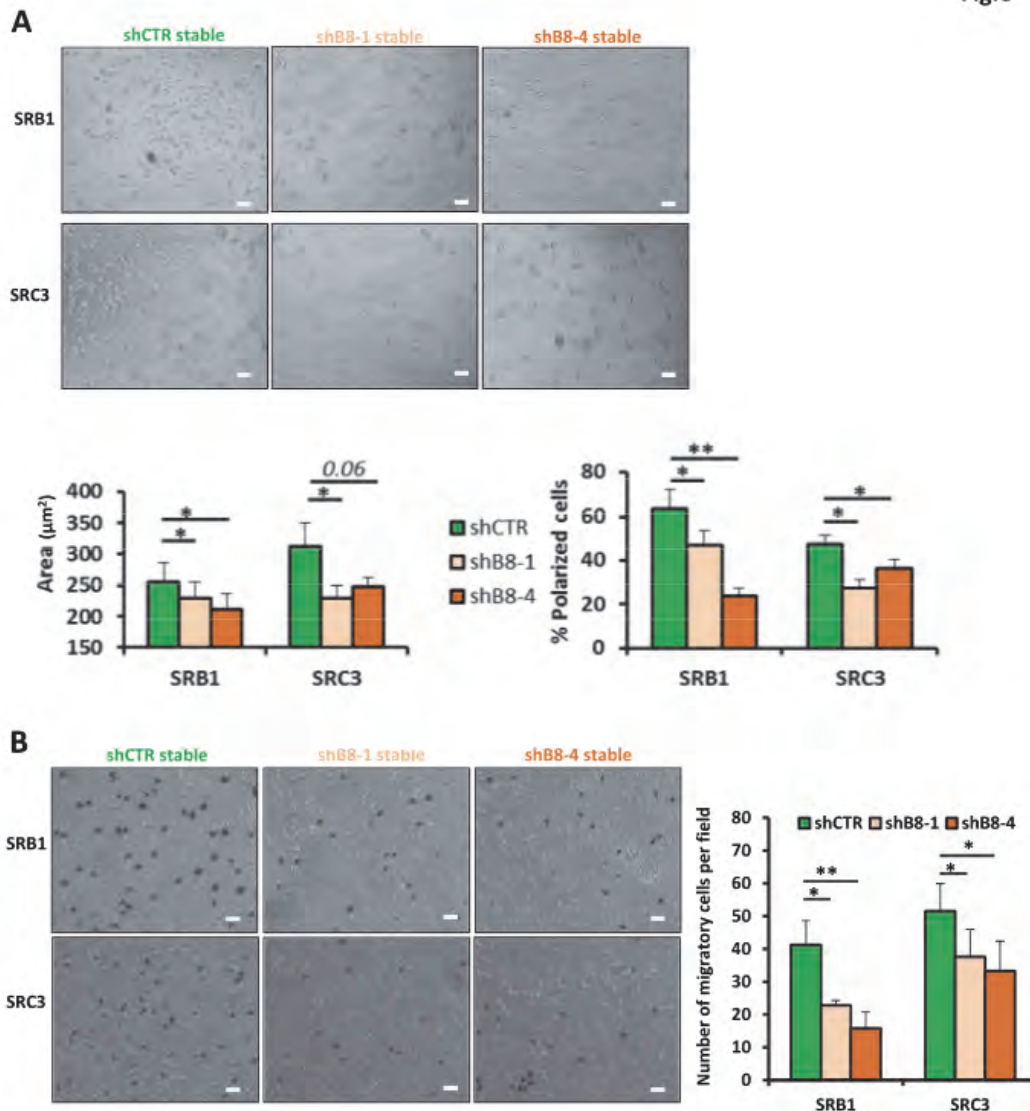 A
shCTR stable shB8-1 stable shB8-4 stable
SRB1
SRC3
Area (µm²)
400
350
300
250
200
150
*
*
0.06
*
SRB1 SRC3
shCTR
shB8-1
shB8-4
% Polarized cells
80
60
40
20
0
**
*
*
*
SRB1 SRC3
B
shCTR stable shB8-1 stable shB8-4 stable
SRB1
SRC3
Number of migratory cells per field
80
70
60
50
40
30
20
10
0
shCTR shB8-1 shB8-4
**
*
*
*
SRB1 SRC3